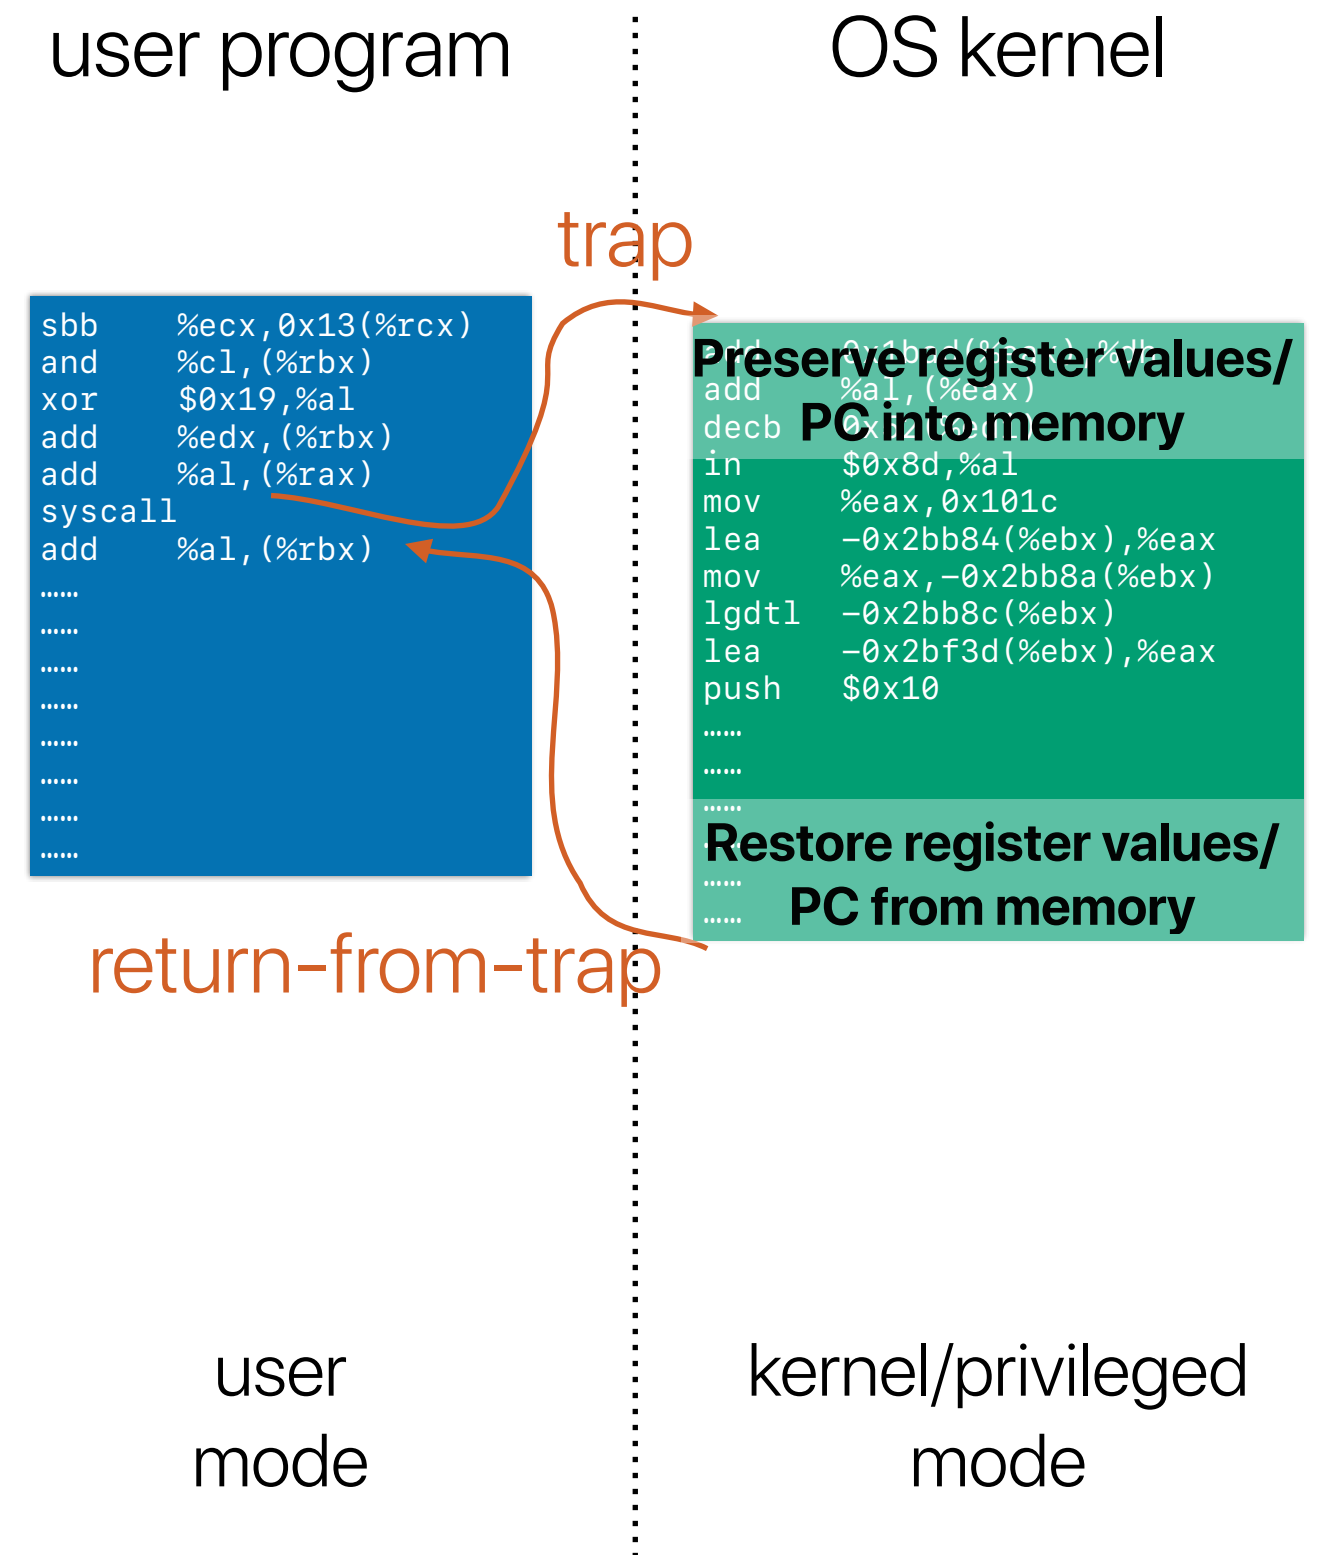 user program
OS kernel
trap
sbb %ecx,0x13(%rcx)
and %cl,(%rbx)
xor $0x19,%al
add %edx,(%rbx)
add %al,(%rax)
syscall
add %al,(%rbx)
……
……
……
……
……
……
……
……
Preserve register values/
PC into memory
add
add %al,(%eax)
decb
in $0x8d,%al
mov %eax,0x101c
lea -0x2bb84(%ebx),%eax
mov %eax,-0x2bb8a(%ebx)
lgdtl -0x2bb8c(%ebx)
lea -0x2bf3d(%ebx),%eax
push $0x10
……
……
……
Restore register values/
……
PC from memory
……
return-from-trap
user
mode
kernel/privileged
mode